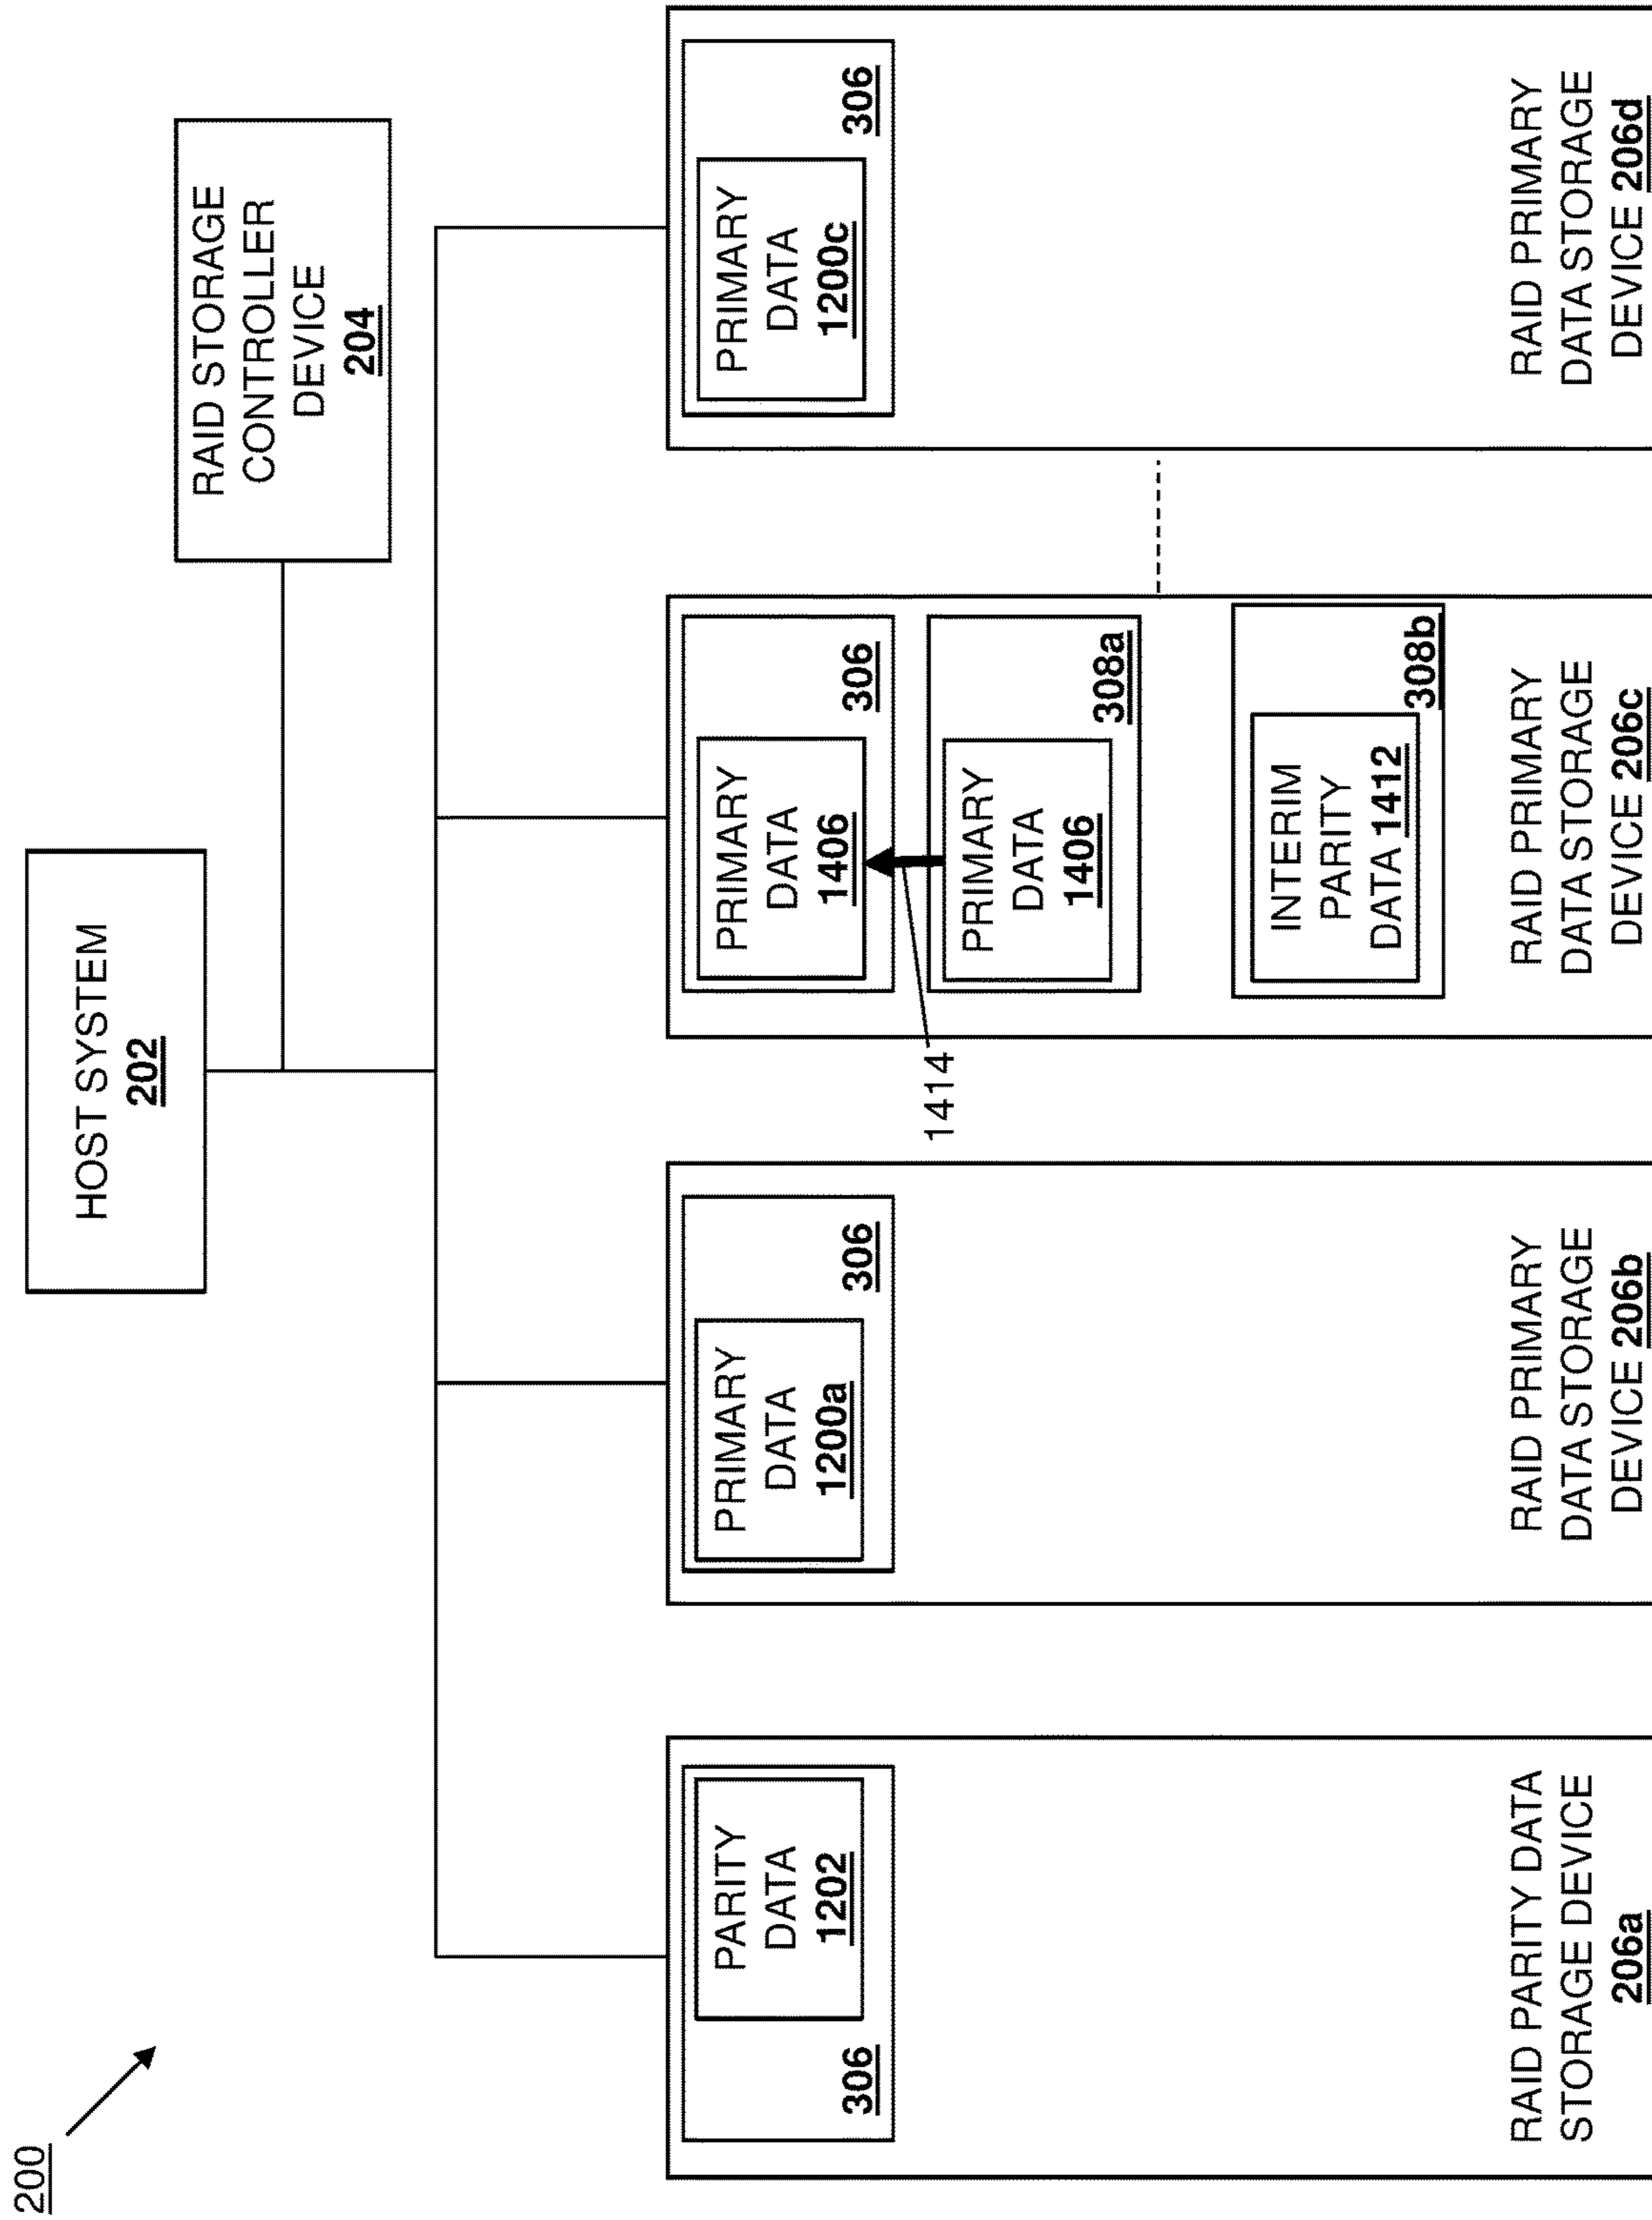 200
HOST SYSTEM
202
RAID STORAGE
CONTROLLER
DEVICE
204
PARITY
DATA
1202
306
RAID PARITY DATA
STORAGE DEVICE
206a
PRIMARY
DATA
1200a
306
RAID PRIMARY
DATA STORAGE
DEVICE 206b
PRIMARY
DATA
1406
306
1414
PRIMARY
DATA
1406
308a
INTERIM
PARITY
DATA 1412
308b
RAID PRIMARY
DATA STORAGE
DEVICE 206c
PRIMARY
DATA
1200c
306
RAID PRIMARY
DATA STORAGE
DEVICE 206d